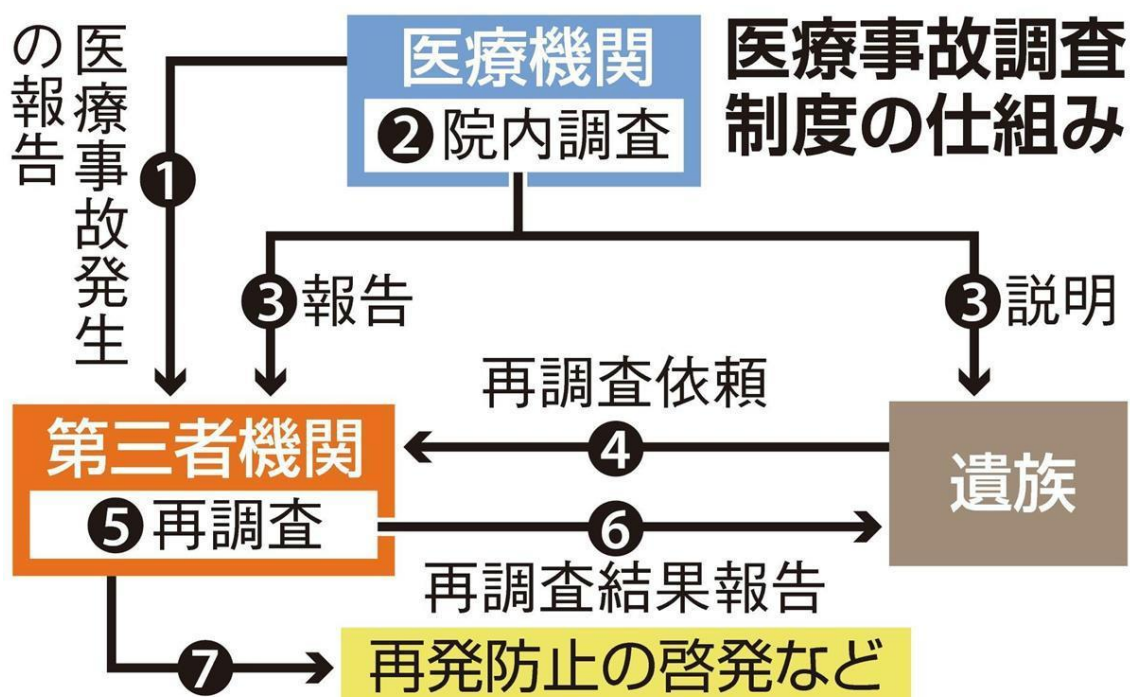 医療事故調査
制度の仕組み
医療機関
❷院内調査
医療事故発生
の報告
❶
❸報告
❸説明
再調査依頼
❹
第三者機関
❺再調査
遺族
❻
再調査結果報告
❼
再発防止の啓発など